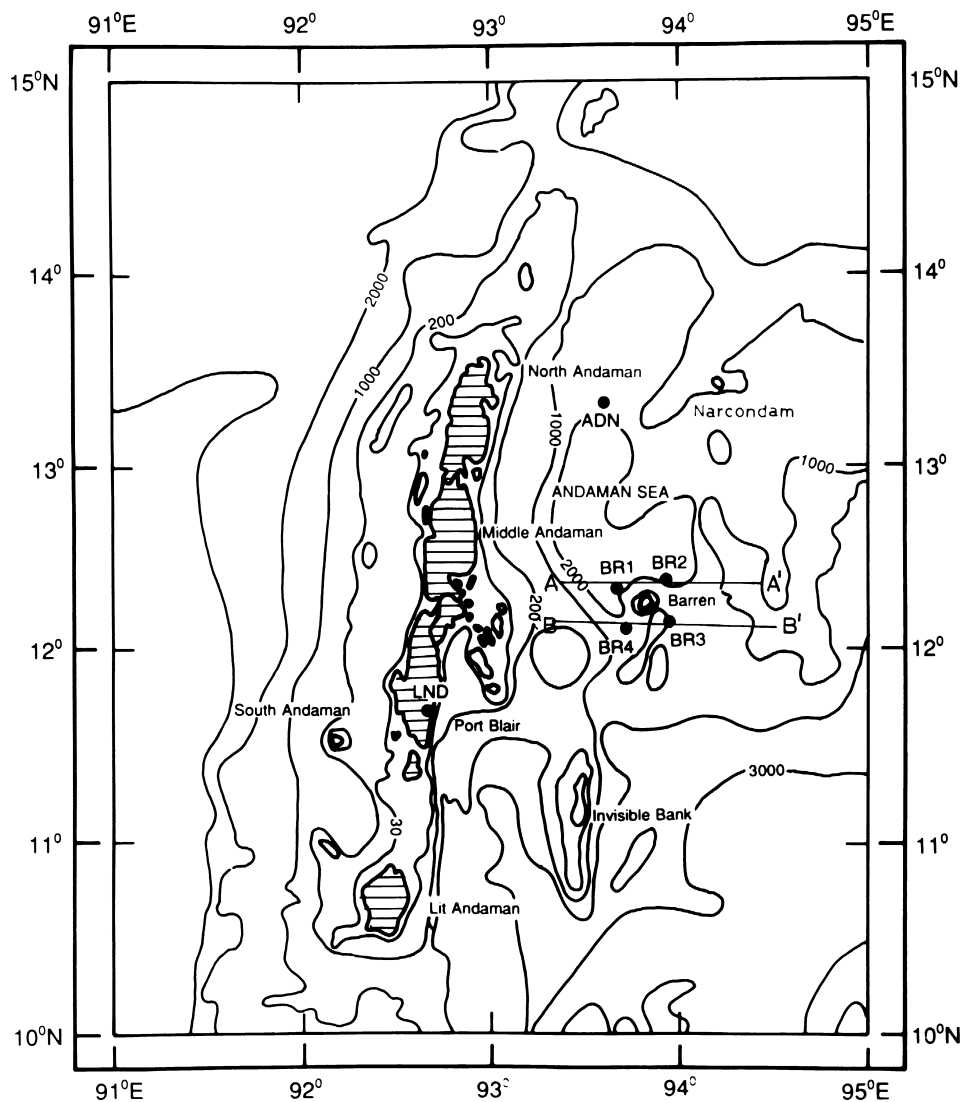 91°E
92°
93°
94°
95°E
15°N
15°N
14°
14°
2000
200
1000
North Andaman
Narcondam
1000
ADN
13°
13°
1000
ANDAMAN SEA
Middle Andaman
BR1
BR2
A
2000
A'
Barren
200
B
B'
BR4
BR3
12°
12°
LND
South Andaman
Port Blair
3000
Invisible Bank
30
11°
11°
Lit Andaman
10°N
10°N
91°E
92°
93°
94°
95°E